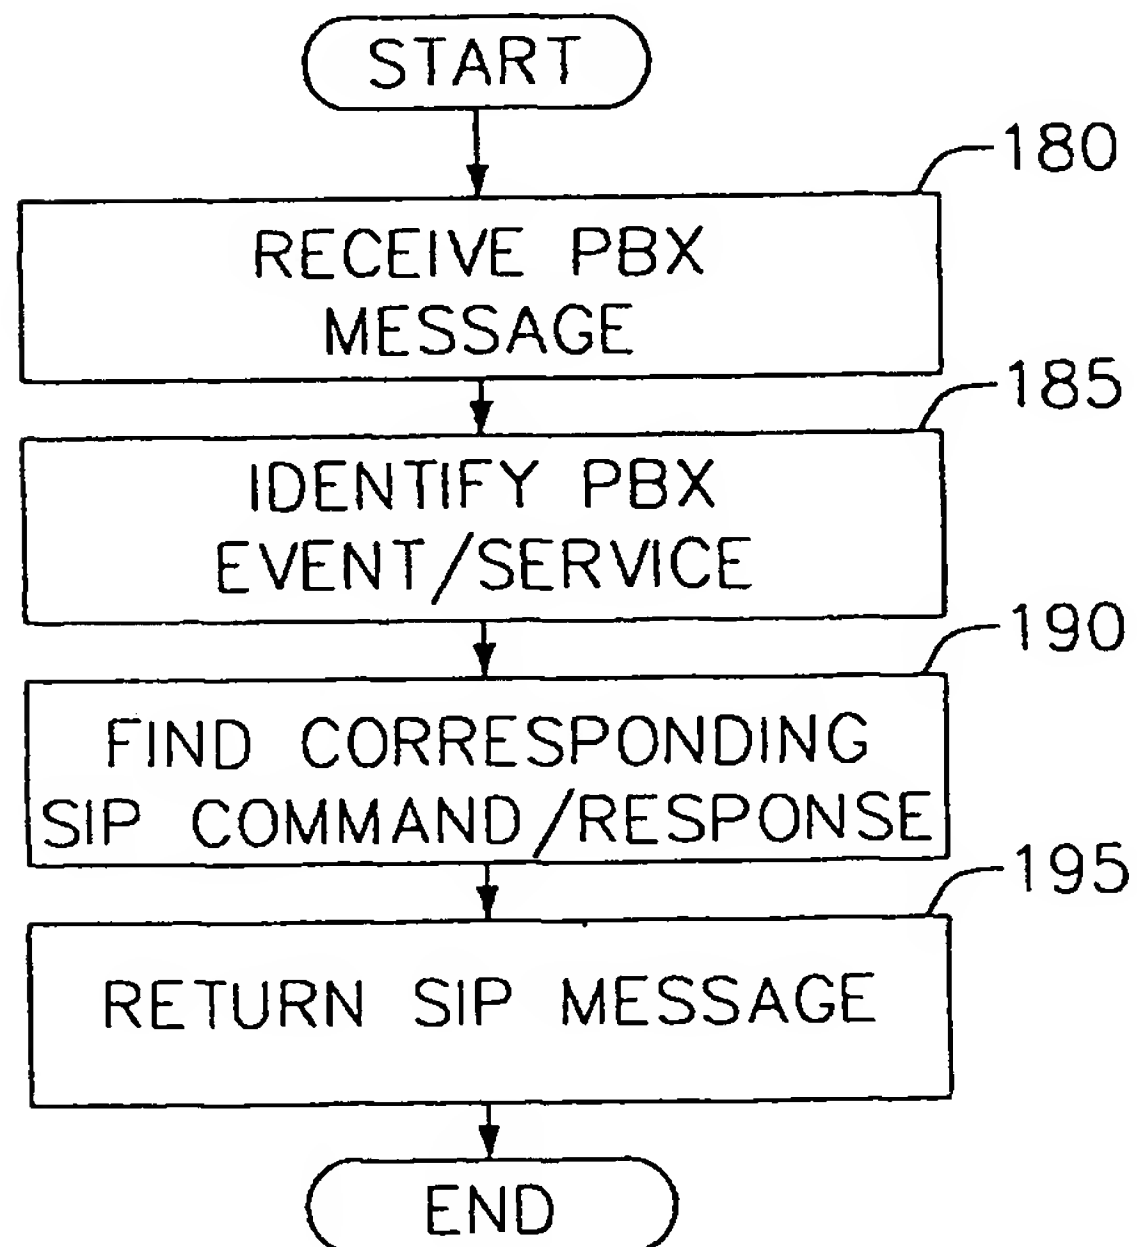 START
180
RECEIVE PBX
MESSAGE
185
IDENTIFY PBX
EVENT/SERVICE
190
FIND CORRESPONDING
SIP COMMAND/RESPONSE
195
RETURN SIP MESSAGE
END